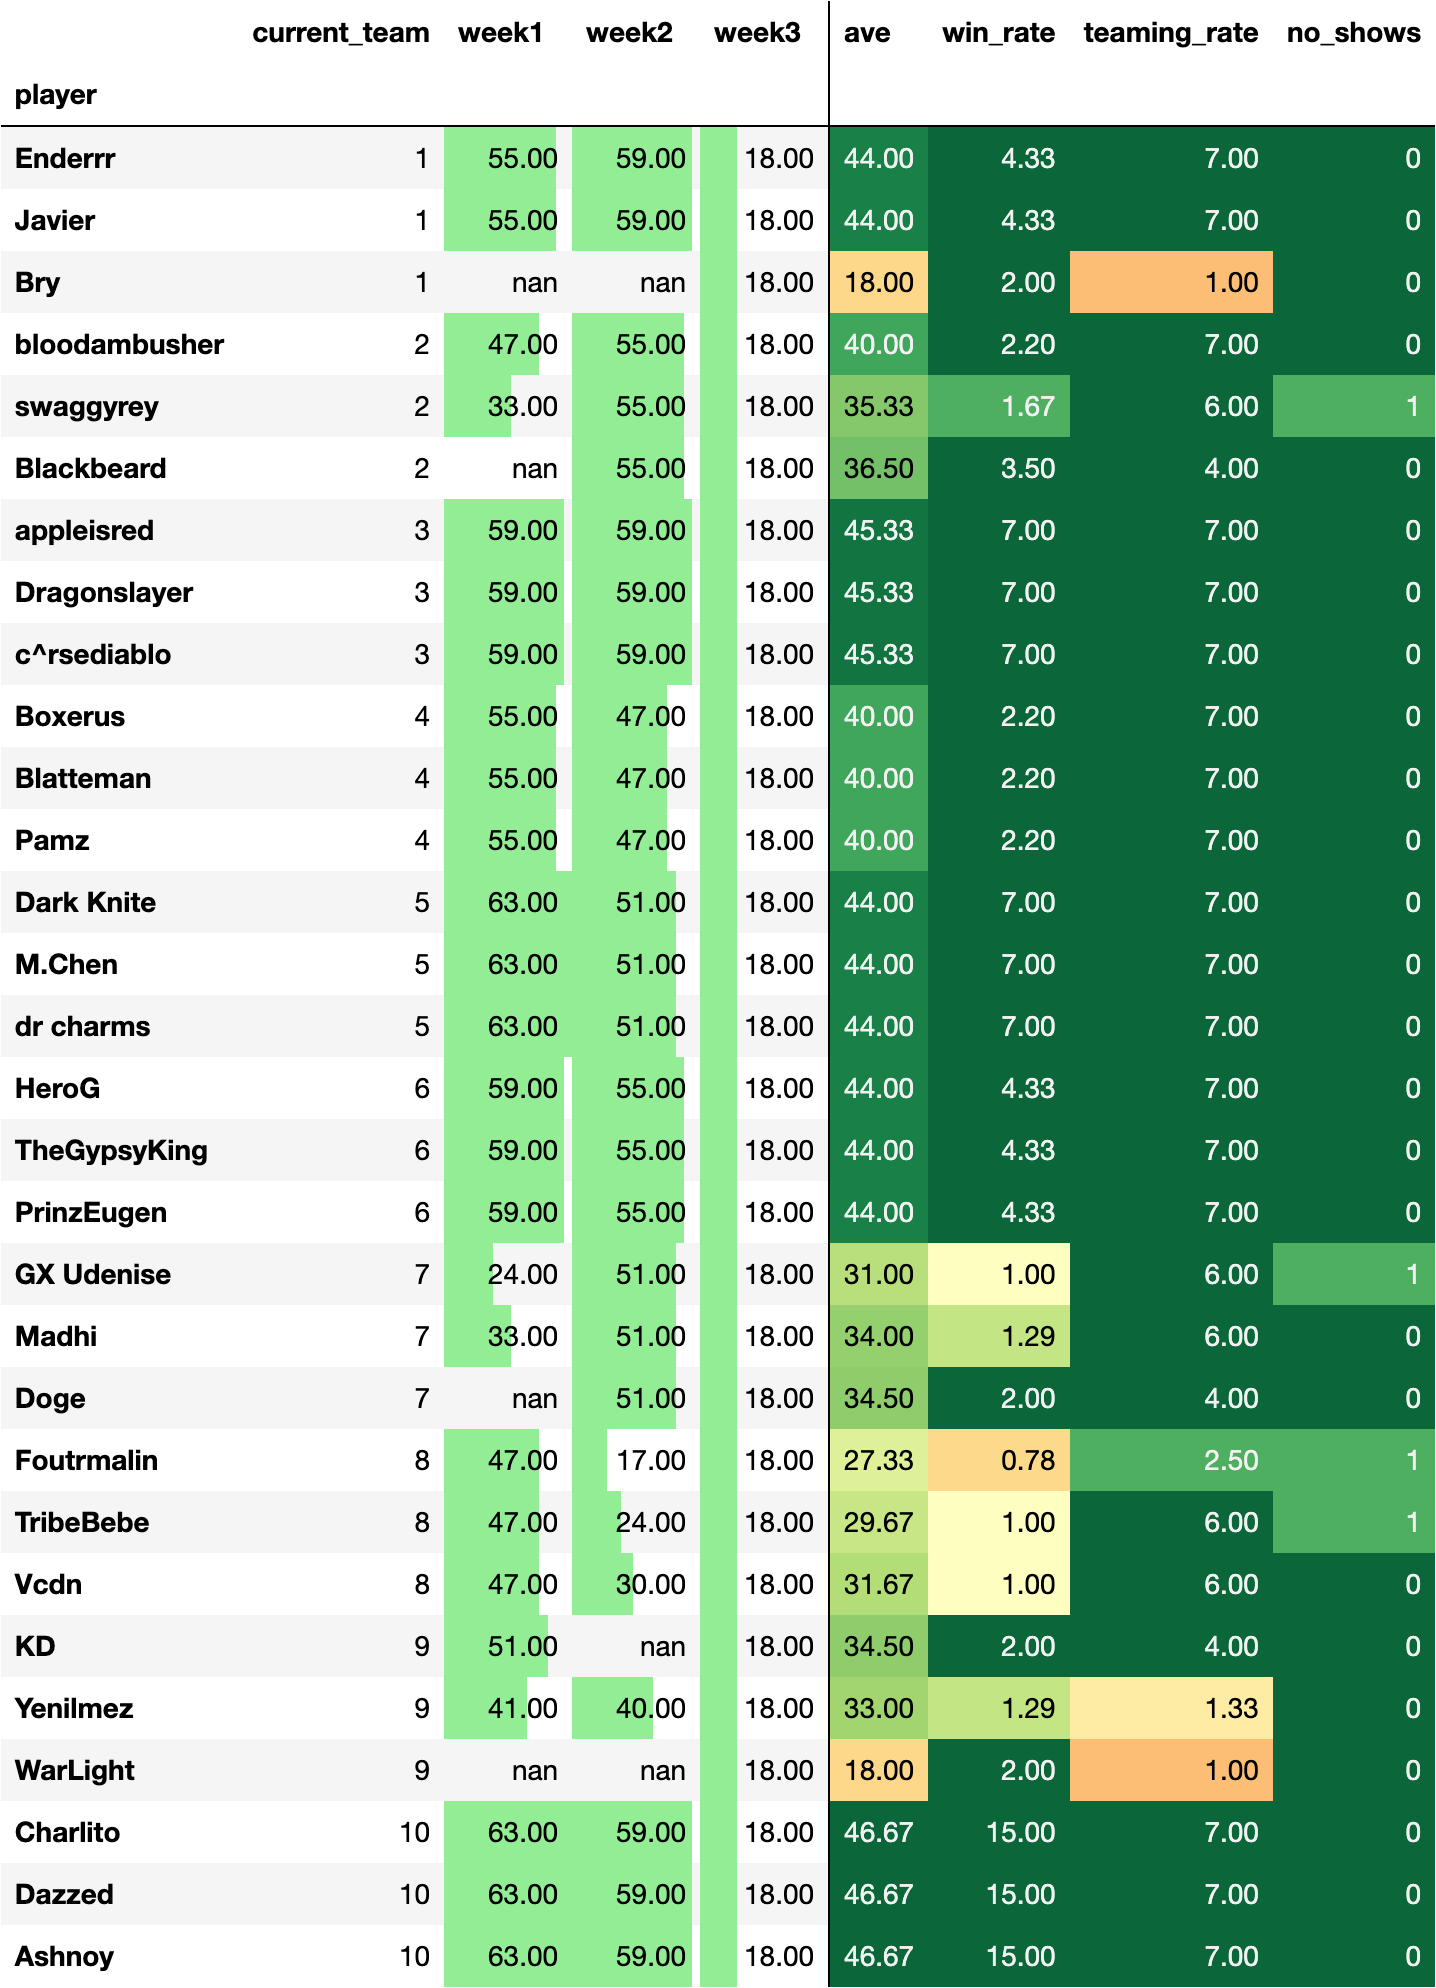 current_team week1 week2 week3 ave win_rate teaming_rate no_shows
player
Enderrr 1 55.00 59.00 18.00 44.00 4.33 7.00 0
Javier 1 55.00 59.00 18.00 44.00 4.33 7.00 0
Bry 1 nan nan 18.00 18.00 2.00 1.00 0
bloodambusher 2 47.00 55.00 18.00 40.00 2.20 7.00 0
swaggyrey 2 33.00 55.00 18.00 35.33 1.67 6.00 1
Blackbeard 2 nan 55.00 18.00 36.50 3.50 4.00 0
appleisred 3 59.00 59.00 18.00 45.33 7.00 7.00 0
Dragonslayer 3 59.00 59.00 18.00 45.33 7.00 7.00 0
c^rsediablo 3 59.00 59.00 18.00 45.33 7.00 7.00 0
Boxerus 4 55.00 47.00 18.00 40.00 2.20 7.00 0
Blatteman 4 55.00 47.00 18.00 40.00 2.20 7.00 0
Pamz 4 55.00 47.00 18.00 40.00 2.20 7.00 0
Dark Knite 5 63.00 51.00 18.00 44.00 7.00 7.00 0
M.Chen 5 63.00 51.00 18.00 44.00 7.00 7.00 0
dr charms 5 63.00 51.00 18.00 44.00 7.00 7.00 0
HeroG 6 59.00 55.00 18.00 44.00 4.33 7.00 0
TheGypsyKing 6 59.00 55.00 18.00 44.00 4.33 7.00 0
PrinzEugen 6 59.00 55.00 18.00 44.00 4.33 7.00 0
GX Udenise 7 24.00 51.00 18.00 31.00 1.00 6.00 1
Madhi 7 33.00 51.00 18.00 34.00 1.29 6.00 0
Doge 7 nan 51.00 18.00 34.50 2.00 4.00 0
Foutrmalin 8 47.00 17.00 18.00 27.33 0.78 2.50 1
TribeBebe 8 47.00 24.00 18.00 29.67 1.00 6.00 1
Vcdn 8 47.00 30.00 18.00 31.67 1.00 6.00 0
KD 9 51.00 nan 18.00 34.50 2.00 4.00 0
Yenilmez 9 41.00 40.00 18.00 33.00 1.29 1.33 0
WarLight 9 nan nan 18.00 18.00 2.00 1.00 0
Charlito 10 63.00 59.00 18.00 46.67 15.00 7.00 0
Dazzed 10 63.00 59.00 18.00 46.67 15.00 7.00 0
Ashnoy 10 63.00 59.00 18.00 46.67 15.00 7.00 0